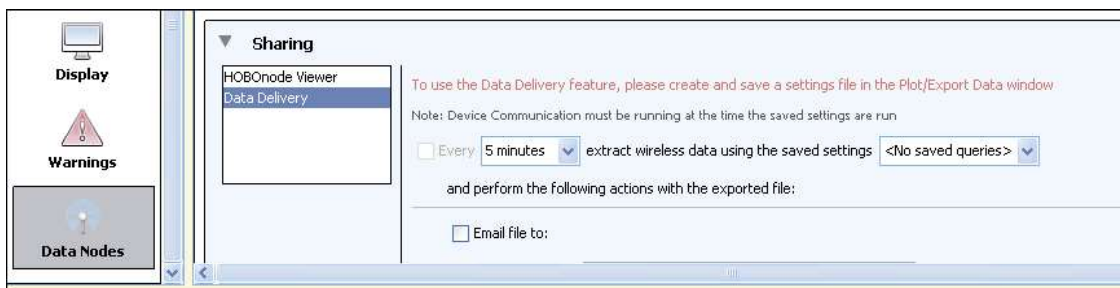 Display
Warnings
Data Nodes
Sharing
HOBOnode Viewer
Data Delivery
To use the Data Delivery feature, please create and save a settings file in the Plot/Export Data window
Note: Device Communication must be running at the time the saved settings are run
Every 5 minutes extract wireless data using the saved settings <No saved queries>
and perform the following actions with the exported file:
Email file to: